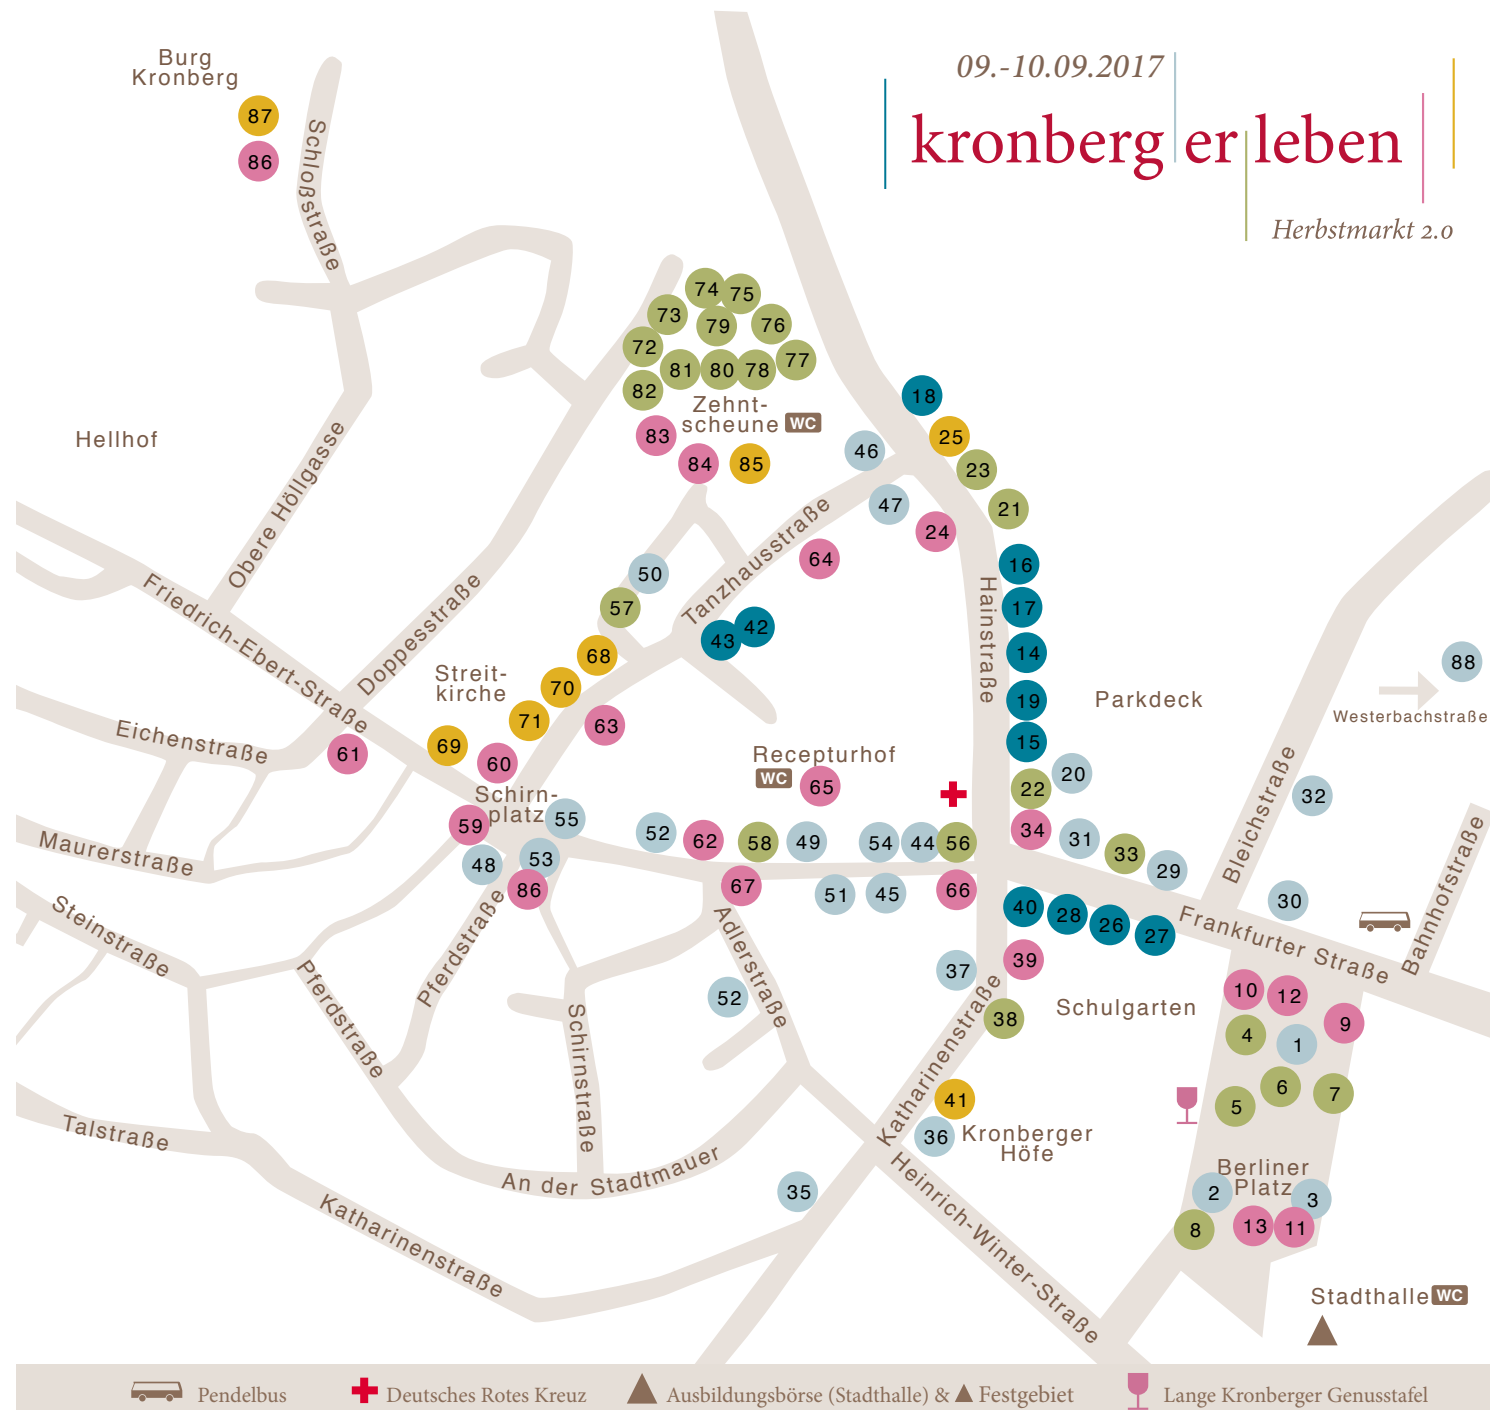 09.-10.09.2017
kronberg er leben
Herbstmarkt 2.0
Burg
Kronberg
87
86
Schloßstraße
74
75
73
79
76
72
81
80
78
77
82
Zehnt-
scheune WC
83
84
85
18
25
46
23
47
21
24
Hellhof
Obere Höllgasse
Friedrich-Ebert-Straße
Doppesstraße
Tanzhausstraße
64
50
57
43
42
68
70
71
63
Streit-
kirche
69
60
61
Eichenstraße
Maurerstraße
16
17
14
19
15
Hainstraße
Parkdeck
88
Westerbachstraße
Recepturhof
WC
65
20
22
34
31
33
29
32
Bleichstraße
30
Bahnhofstraße
Schirn-
platz
59
55
48
53
86
52
62
58
49
54
44
56
67
51
45
66
40
28
26
27
Frankfurter Straße
Steinstraße
Pferdstraße
Pferdstraße
Adlerstraße
52
37
39
38
Schulgarten
Schirnstraße
Katharinenstraße
10
12
9
4
1
6
7
5
41
36
Kronberger
Höfe
Talstraße
An der Stadtmauer
35
Heinrich-Winter-Straße
Katharinenstraße
Berliner
Platz
2
3
8
13
11
Stadthalle WC
Pendelbus
Deutsches Rotes Kreuz
Ausbildungsbörse (Stadthalle) & Festgebiet
Lange Kronberger Genusstafel